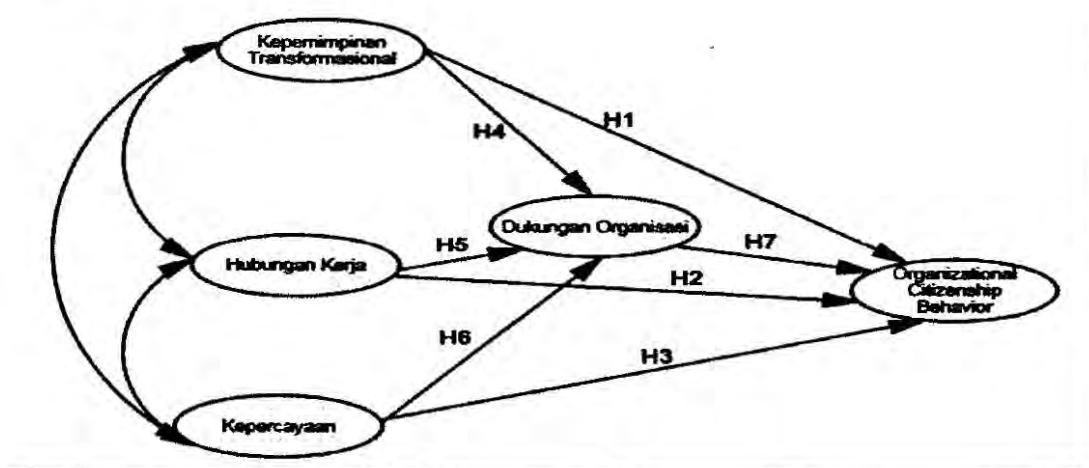 Kepemimpinan
Transformasional
H1
H4
Dukungan Organisasi
H5
H7
Hubungan Kerja
H2
Organizational
Citizenship
Behavior
H6
H3
Kepercayaan